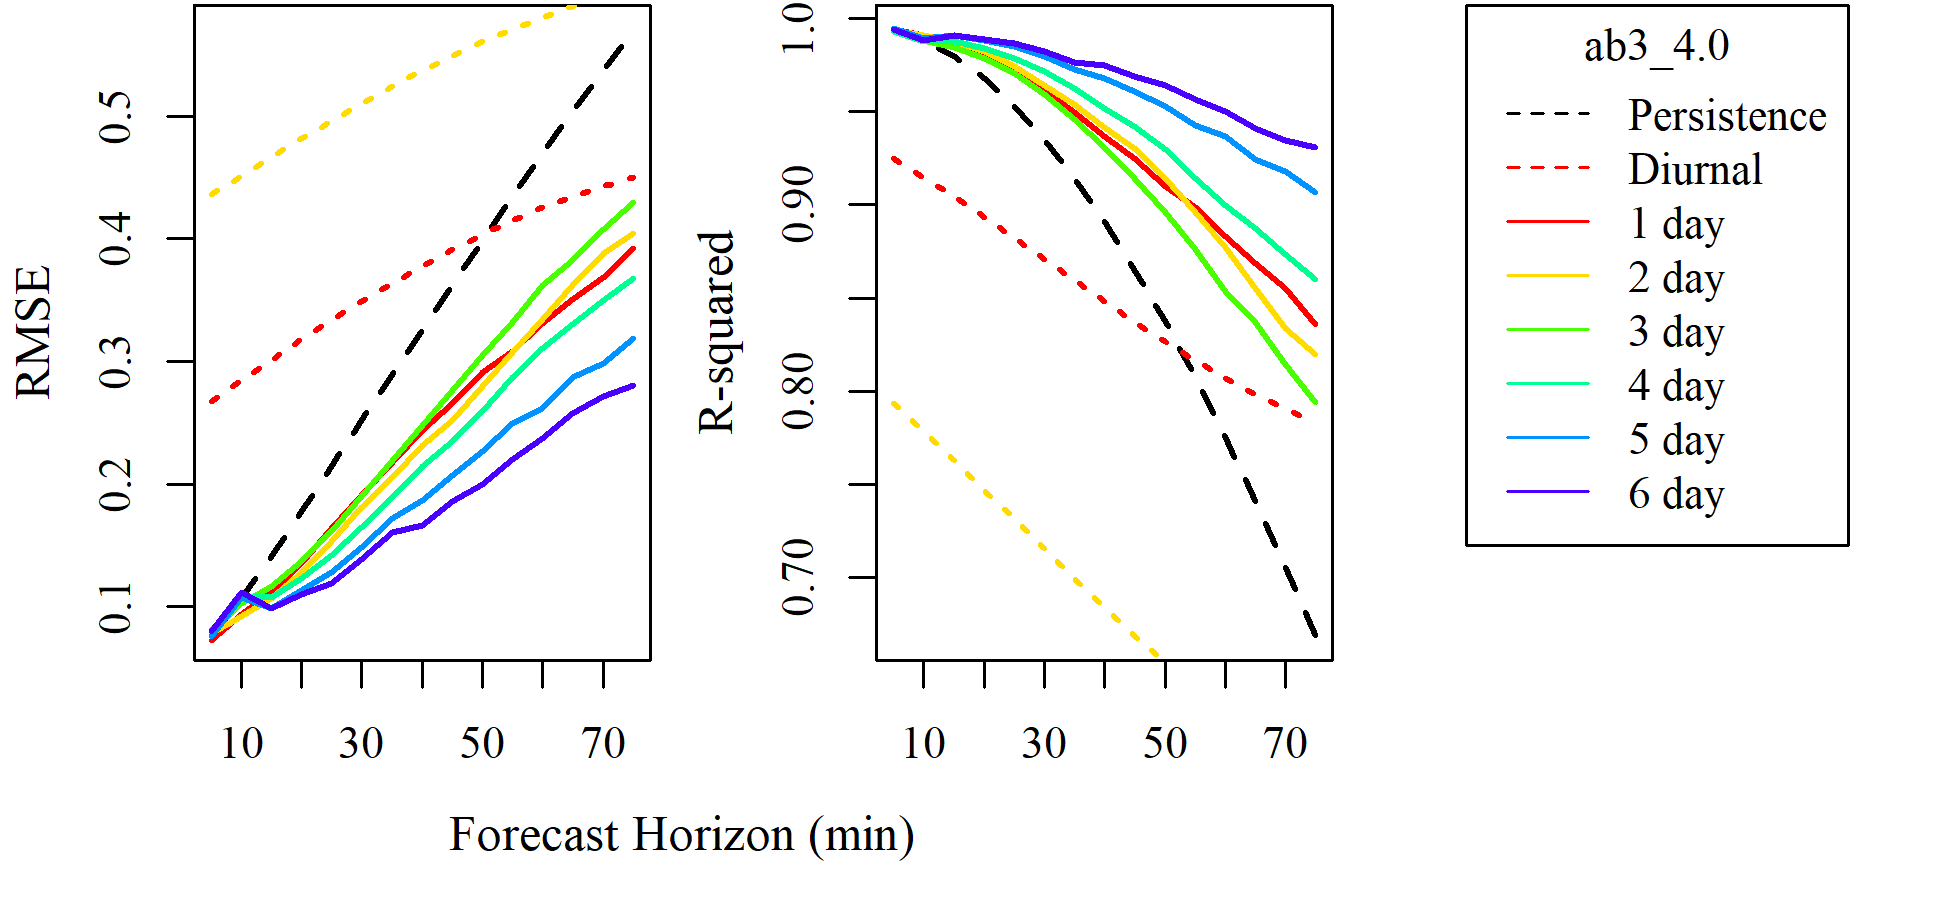 RMSE
0.5
0.4
0.3
0.2
0.1
10 30 50 70
R-squared
1.0
0.90
0.80
0.70
10 30 50 70
Forecast Horizon (min)
ab3_4.0
Persistence
Diurnal
1 day
2 day
3 day
4 day
5 day
6 day